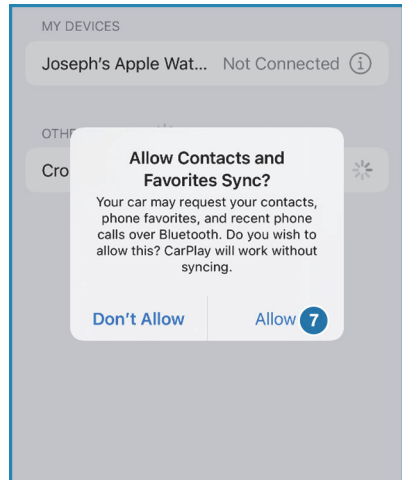 MY DEVICES
Joseph's Apple Wat... Not Connected
OTHE
Cro
Allow Contacts and
Favorites Sync?
Your car may request your contacts,
phone favorites, and recent phone
calls over Bluetooth. Do you wish to
allow this? CarPlay will work without
syncing.
Don't Allow Allow 7